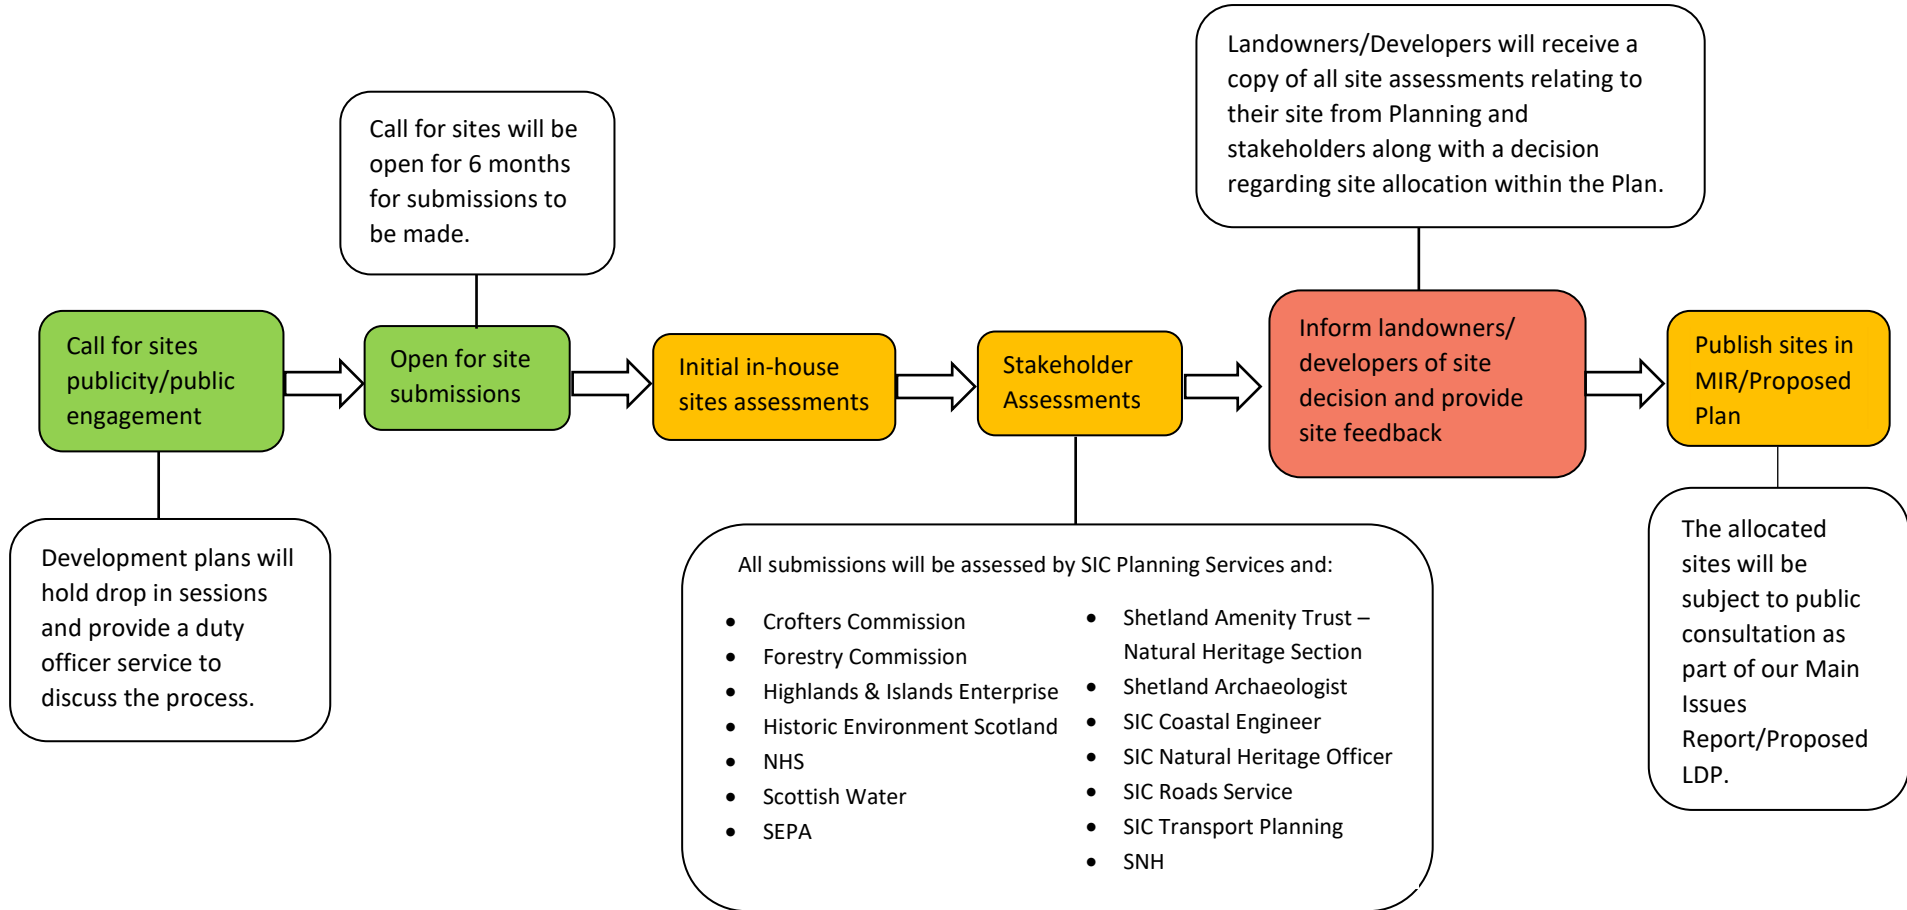 Landowners/Developers will receive a
copy of all site assessments relating to
their site from Planning and
stakeholders along with a decision
regarding site allocation within the Plan.
Call for sites will be
open for 6 months
for submissions to
be made.
Call for sites
publicity/public
engagement
Open for site
submissions
Initial in-house
sites assessments
Stakeholder
Assessments
Inform landowners/
developers of site
decision and provide
site feedback
Publish sites in
MIR/Proposed
Plan
Development plans will
hold drop in sessions
and provide a duty
officer service to
discuss the process.
All submissions will be assessed by SIC Planning Services and:
• Crofters Commission
• Forestry Commission
• Highlands & Islands Enterprise
• Historic Environment Scotland
• NHS
• Scottish Water
• SEPA
• Shetland Amenity Trust –
Natural Heritage Section
• Shetland Archaeologist
• SIC Coastal Engineer
• SIC Natural Heritage Officer
• SIC Roads Service
• SIC Transport Planning
• SNH
The allocated
sites will be
subject to public
consultation as
part of our Main
Issues
Report/Proposed
LDP.